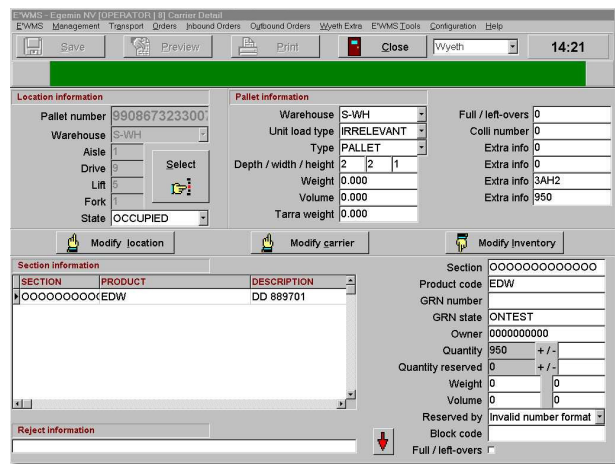 E'WMS - Egemin NV [OPERATOR | 8] Carrier Detail
E'WMS Management Transport Orders Inbound Orders Outbound Orders Wyeth Extra E'WMS Tools Configuration Help
Save Preview Print Close Wyeth 14:21
Location information
Pallet number 9908673233007
Warehouse S-WH
Aisle 1
Drive 9
Lift 5
Fork 1
State OCCUPIED
Select
Pallet information
Warehouse S-WH
Unit load type IRRELEVANT
Type PALLET
Depth / width / height 2 2 1
Weight 0.000
Volume 0.000
Tarra weight 0.000
Full / left-overs 0
Colli number 0
Extra info 0
Extra info 0
Extra info 3AH2
Extra info 950
Modify location Modify carrier Modify Inventory
Section information
SECTION PRODUCT DESCRIPTION
EDW DD 889701
Section OOOOOOOOOOOOO
Product code EDW
GRN number
GRN state ONTEST
Owner 0000000000
Quantity 950 + / -
Quantity reserved 0 + / -
Weight 0 0
Volume 0 0
Reserved by Invalid number format
Block code
Full / left-overs
Reject information